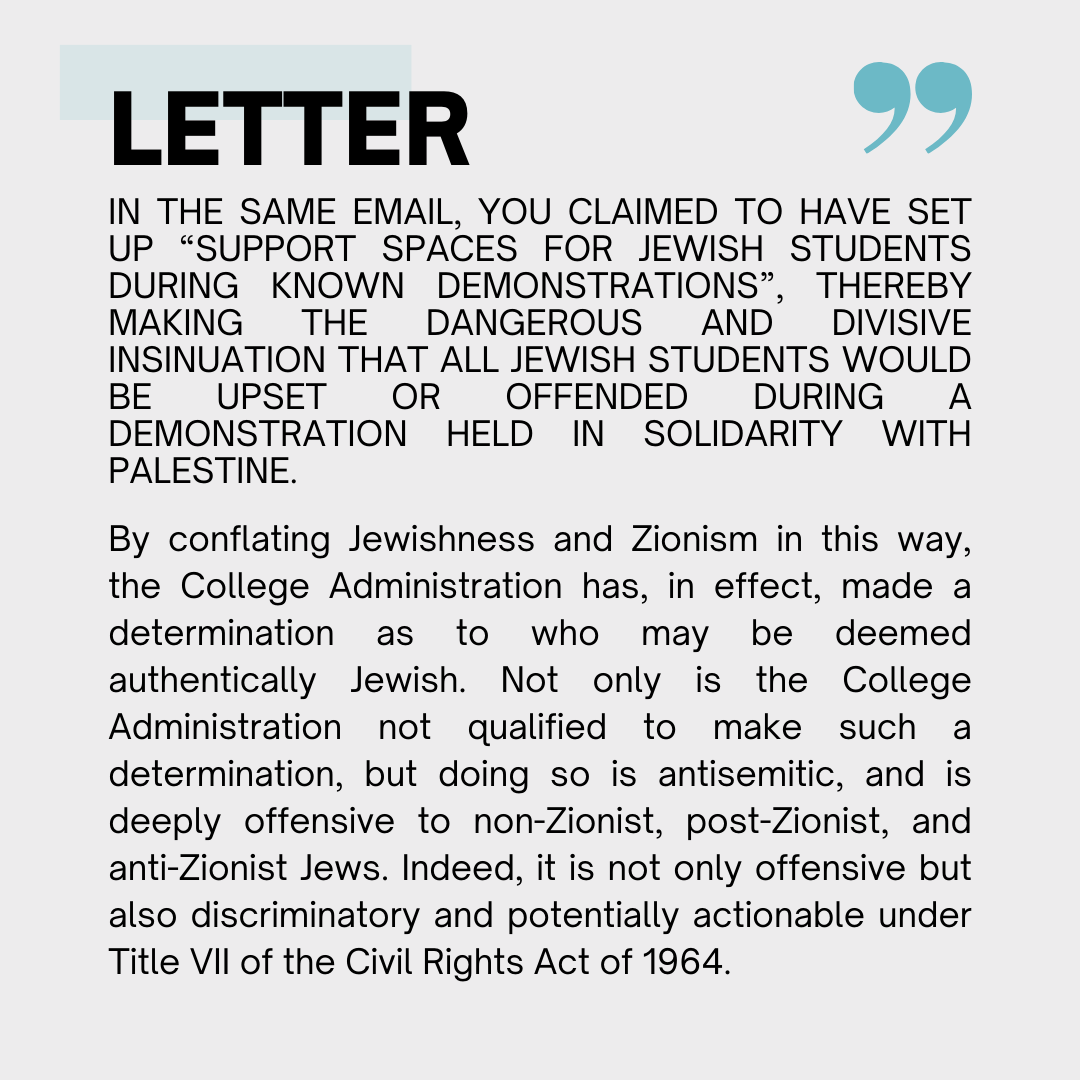 LETTER
”
IN THE SAME EMAIL, YOU CLAIMED TO HAVE SET
UP “SUPPORT SPACES FOR JEWISH STUDENTS
DURING KNOWN DEMONSTRATIONS”, THEREBY
MAKING THE DANGEROUS AND DIVISIVE
INSINUATION THAT ALL JEWISH STUDENTS WOULD
BE UPSET OR OFFENDED DURING A
DEMONSTRATION HELD IN SOLIDARITY WITH
PALESTINE.
By conflating Jewishness and Zionism in this way,
the College Administration has, in effect, made a
determination as to who may be deemed
authentically Jewish. Not only is the College
Administration not qualified to make such a
determination, but doing so is antisemitic, and is
deeply offensive to non-Zionist, post-Zionist, and
anti-Zionist Jews. Indeed, it is not only offensive but
also discriminatory and potentially actionable under
Title VII of the Civil Rights Act of 1964.